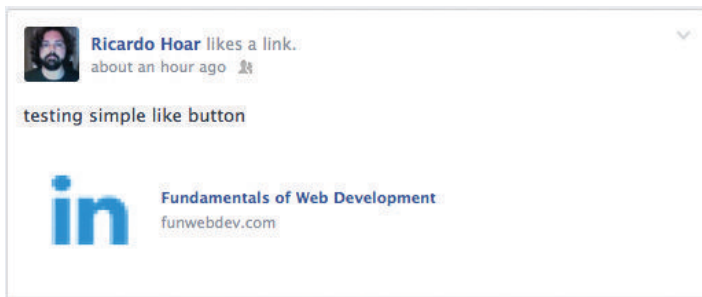 Ricardo Hoar likes a link.
about an hour ago
testing simple like button
in
Fundamentals of Web Development
funwebdev.com